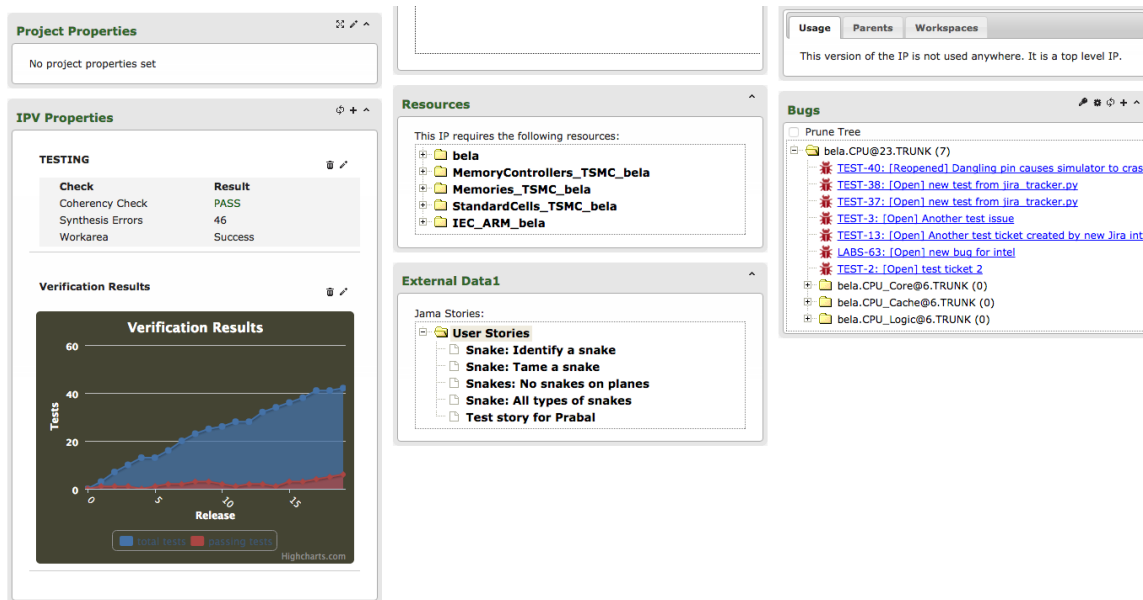 Project Properties
No project properties set
IPV Properties
TESTING
Check Result
Coherency Check PASS
Synthesis Errors 46
Workarea Success
Verification Results
Verification Results
60
40
20
0
Tests
0 5 10 15
Release
total tests passing tests
Highcharts.com
Resources
This IP requires the following resources:
bela
MemoryControllers_TSMC_bela
Memories_TSMC_bela
StandardCells_TSMC_bela
IEC_ARM_bela
External Data1
Jama Stories:
User Stories
Snake: Identify a snake
Snake: Tame a snake
Snakes: No snakes on planes
Snake: All types of snakes
Test story for Prabal
Usage Parents Workspaces
This version of the IP is not used anywhere. It is a top level IP.
Bugs
Prune Tree
bela.CPU@23.TRUNK (7)
TEST-40: [Reopened] Dangling pin causes simulator to cras
TEST-38: [Open] new test from jira_tracker.py
TEST-37: [Open] new test from jira_tracker.py
TEST-3: [Open] Another test issue
TEST-13: [Open] Another test ticket created by new Jira int
LABS-63: [Open] new bug for intel
TEST-2: [Open] test ticket 2
bela.CPU_Core@6.TRUNK (0)
bela.CPU_Cache@6.TRUNK (0)
bela.CPU_Logic@6.TRUNK (0)